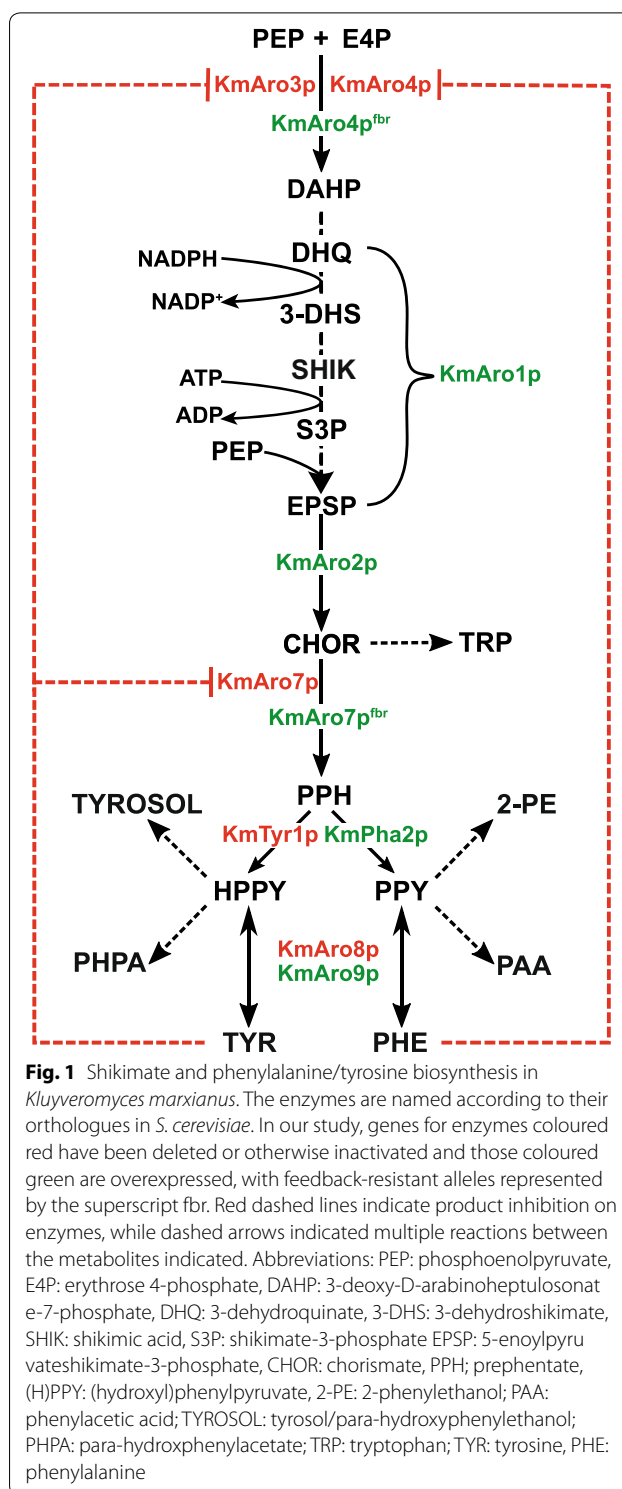 PEP + E4P
KmAro3p KmAro4p
KmAro4pfbr
DAHP
DHQ
NADPH
NADP+
3-DHS
SHIK
KmAro1p
ATP
ADP
S3P
PEP
EPSP
KmAro2p
CHOR TRP
KmAro7p
KmAro7pfbr
PPH
TYROSOL 2-PE
KmTyr1p KmPha2p
HPPY PPY
KmAro8p
KmAro9p
PHPA PAA
TYR PHE
Fig. 1 Shikimate and phenylalanine/tyrosine biosynthesis in
Kluyveromyces marxianus. The enzymes are named according to their
orthologues in S. cerevisiae. In our study, genes for enzymes coloured
red have been deleted or otherwise inactivated and those coloured
green are overexpressed, with feedback-resistant alleles represented
by the superscript fbr. Red dashed lines indicate product inhibition on
enzymes, while dashed arrows indicated multiple reactions between
the metabolites indicated. Abbreviations: PEP: phosphoenolpyruvate,
E4P: erythrose 4-phosphate, DAHP: 3-deoxy-D-arabinoheptulosonat
e-7-phosphate, DHQ: 3-dehydroquinate, 3-DHS: 3-dehydroshikimate,
SHIK: shikimic acid, S3P: shikimate-3-phosphate EPSP: 5-enoylpyru
vateshikimate-3-phosphate, CHOR: chorismate, PPH; prephentate,
(H)PPY: (hydroxyl)phenylpyruvate, 2-PE: 2-phenylethanol; PAA:
phenylacetic acid; TYROSOL: tyrosol/para-hydroxyphenylethanol;
PHPA: para-hydroxphenylacetate; TRP: tryptophan; TYR: tyrosine, PHE:
phenylalanine